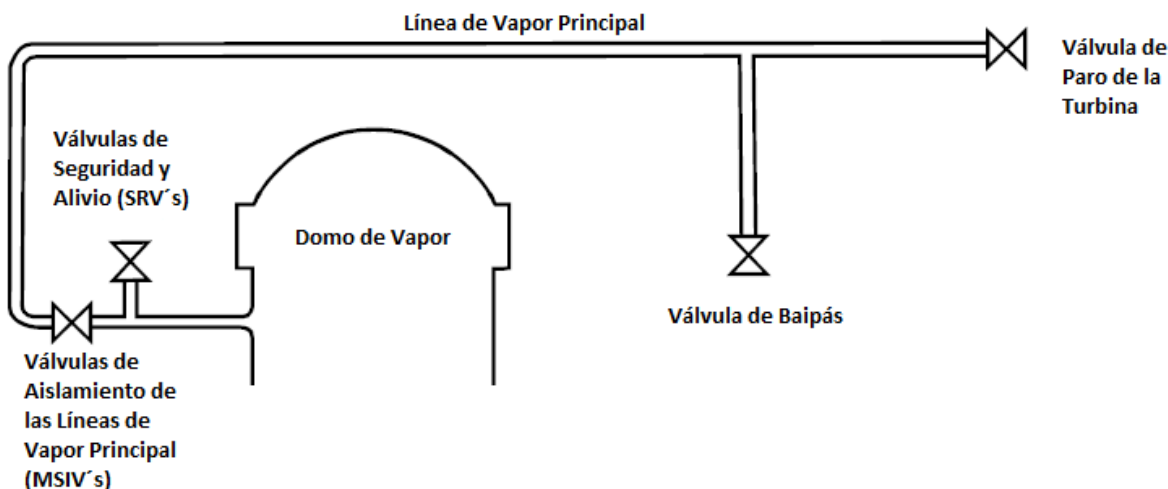 Línea de Vapor Principal
Válvula de
Paro de la
Turbina
Válvulas de
Seguridad y
Alivio (SRV´s)
Domo de Vapor
Válvula de Baipás
Válvulas de
Aislamiento de
las Líneas de
Vapor Principal
(MSIV´s)